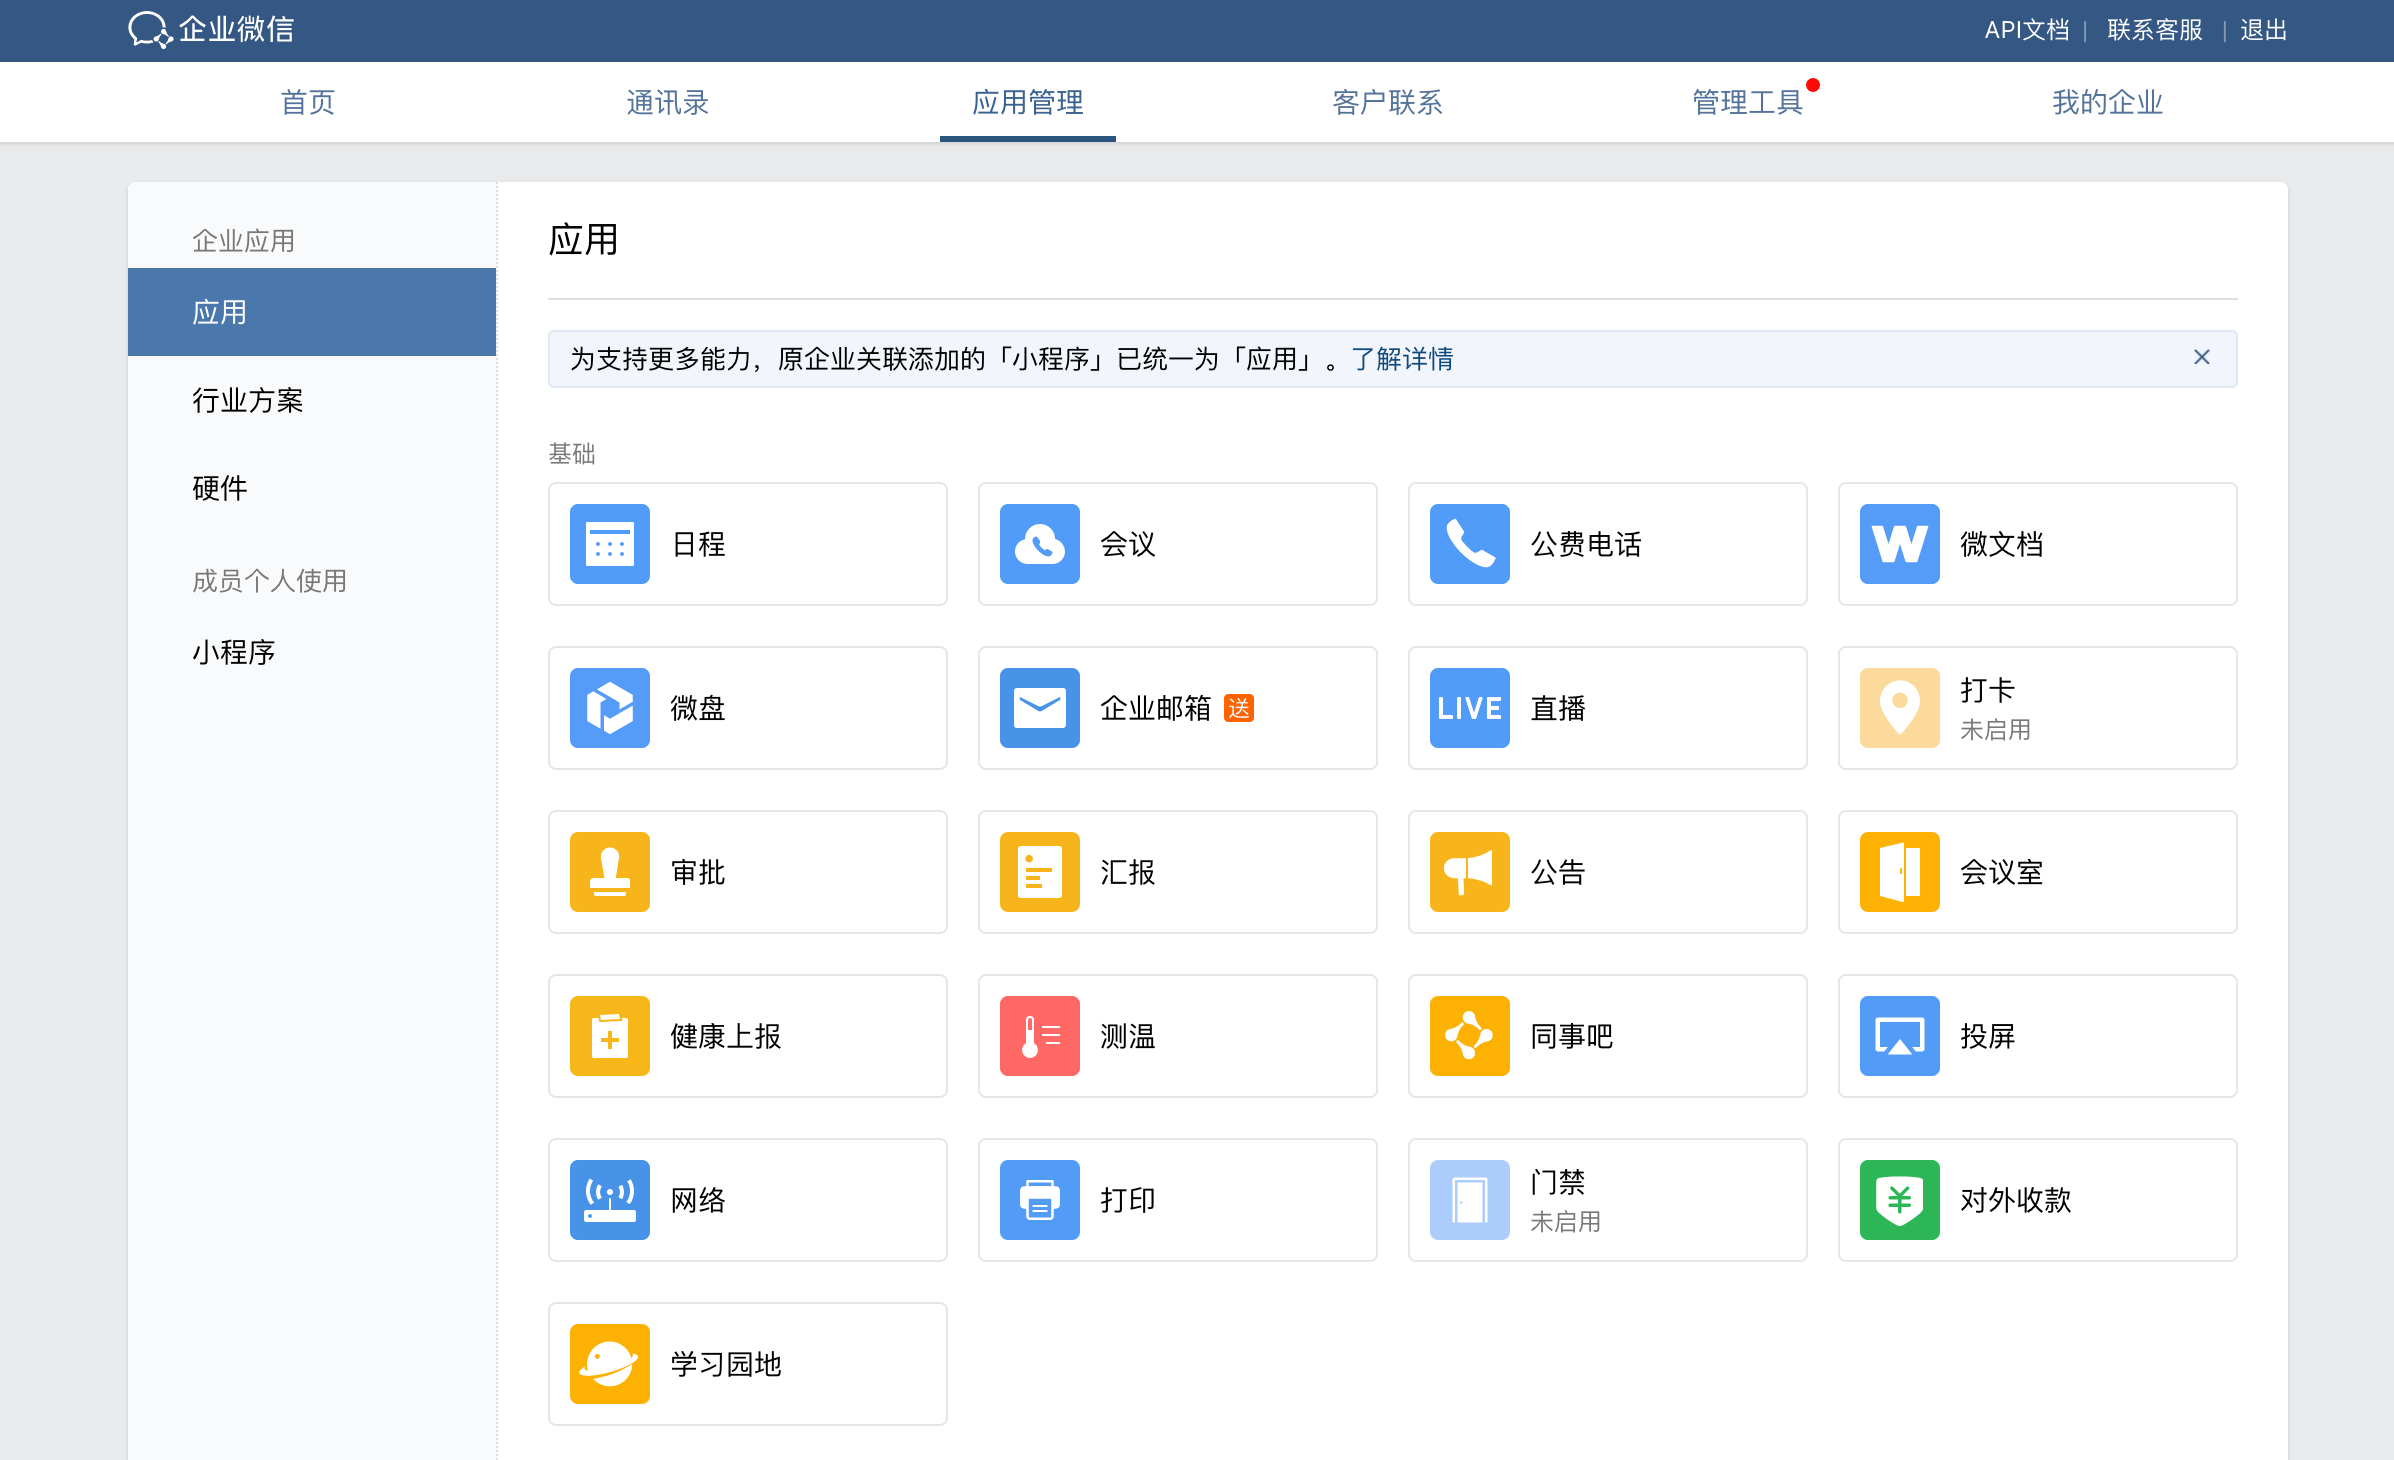 企业微信
API文档 | 联系客服 | 退出
首页 通讯录 应用管理 客户联系 管理工具 我的企业
企业应用
应用
行业方案
硬件
成员个人使用
小程序
应用
为支持更多能力，原企业关联添加的「小程序」已统一为「应用」。了解详情
基础
日程
会议
公费电话
W
微文档
微盘
企业邮箱 送
LIVE
直播
打卡
未启用
审批
汇报
公告
会议室
健康上报
测温
同事吧
投屏
网络
打印
门禁
未启用
¥
对外收款
学习园地